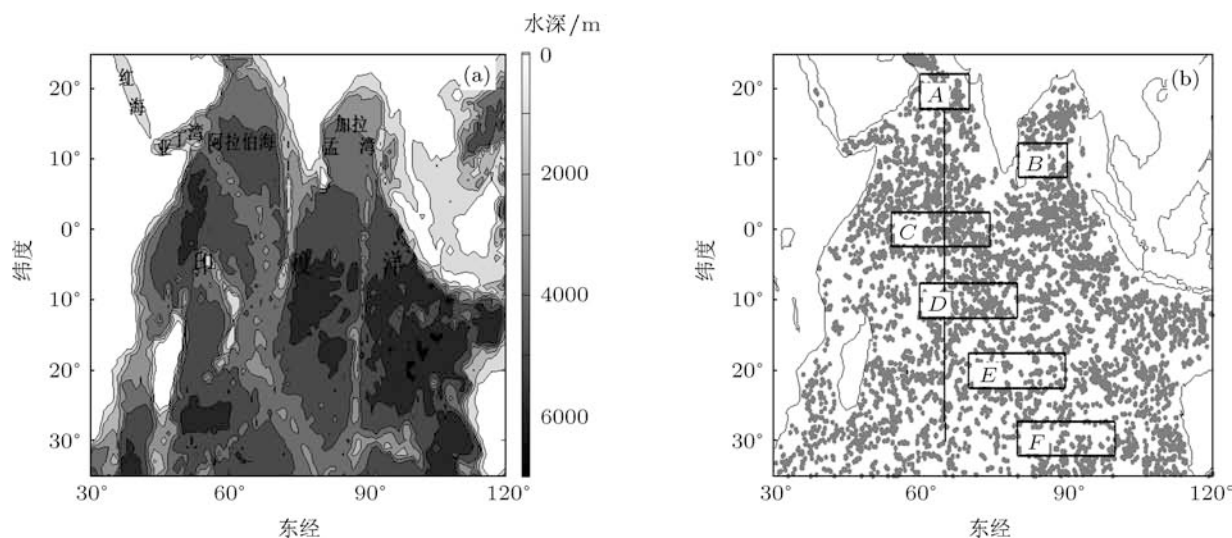 水深/m
(a)
0
2000
4000
6000
20°
10°
0°
10°
20°
30°
纬度
30°
60°
90°
120°
东经
红
海
亚丁湾
阿拉伯海
加拉
孟 湾
印 度 洋
(b)
20°
10°
0°
10°
20°
30°
纬度
30°
60°
90°
120°
东经
A
B
C
D
E
F